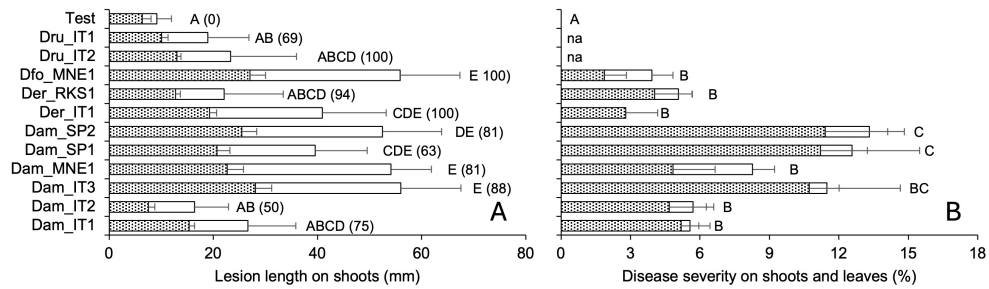 Test A (0) A
Dru_IT1 AB (69) na
Dru_IT2 ABCD (100) na
Dfo_MNE1 E 100) B
Der_RKS1 ABCD (94) B
Der_IT1 CDE (100) B
Dam_SP2 DE (81) C
Dam_SP1 CDE (63) C
Dam_MNE1 E (81) B
Dam_IT3 E (88) BC
Dam_IT2 AB (50) B
Dam_IT1 ABCD (75) B
A B
0 20 40 60 80 0 3 6 9 12 15 18
Lesion length on shoots (mm) Disease severity on shoots and leaves (%)